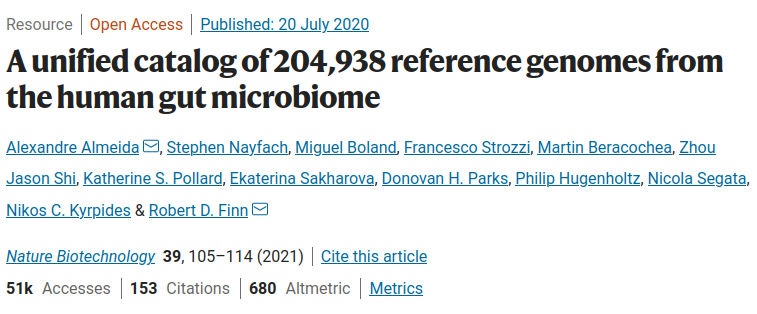 Resource | Open Access | Published: 20 July 2020
A unified catalog of 204,938 reference genomes from
the human gut microbiome
Alexandre Almeida, Stephen Nayfach, Miguel Boland, Francesco Strozzi, Martin Beracochea, Zhou
Jason Shi, Katherine S. Pollard, Ekaterina Sakharova, Donovan H. Parks, Philip Hugenholtz, Nicola Segata,
Nikos C. Kyrpides & Robert D. Finn
Nature Biotechnology 39, 105–114 (2021) | Cite this article
51k Accesses | 153 Citations | 680 Altmetric | Metrics